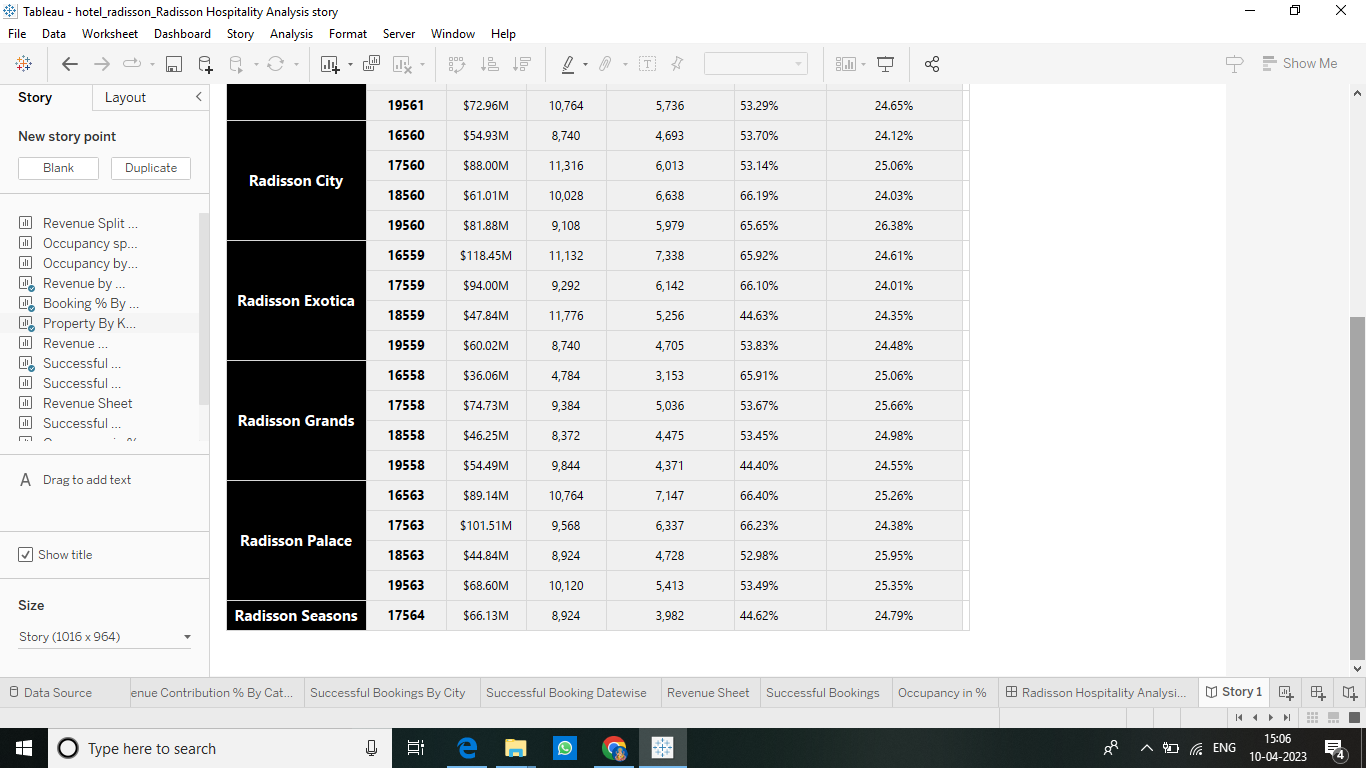 Tableau - hotel_radisson_Radisson Hospitality Analysis story
File Data Worksheet Dashboard Story Analysis Format Server Window Help
Show Me
Story Layout
New story point
Blank Duplicate
Revenue Split ...
Occupancy sp...
Occupancy by...
Revenue by ...
Booking % By ...
Property By K...
Revenue ...
Successful ...
Successful ...
Revenue Sheet
Successful ...
A Drag to add text
Show title
Size
Story (1016 x 964)
19561 $72.96M 10,764 5,736 53.29% 24.65%
Radisson City
16560 $54.93M 8,740 4,693 53.70% 24.12%
17560 $88.00M 11,316 6,013 53.14% 25.06%
18560 $61.01M 10,028 6,638 66.19% 24.03%
19560 $81.88M 9,108 5,979 65.65% 26.38%
Radisson Exotica
16559 $118.45M 11,132 7,338 65.92% 24.61%
17559 $94.00M 9,292 6,142 66.10% 24.01%
18559 $47.84M 11,776 5,256 44.63% 24.35%
19559 $60.02M 8,740 4,705 53.83% 24.48%
Radisson Grands
16558 $36.06M 4,784 3,153 65.91% 25.06%
17558 $74.73M 9,384 5,036 53.67% 25.66%
18558 $46.25M 8,372 4,475 53.45% 24.98%
19558 $54.49M 9,844 4,371 44.40% 24.55%
Radisson Palace
16563 $89.14M 10,764 7,147 66.40% 25.26%
17563 $101.51M 9,568 6,337 66.23% 24.38%
18563 $44.84M 8,924 4,728 52.98% 25.95%
19563 $68.60M 10,120 5,413 53.49% 25.35%
Radisson Seasons 17564 $66.13M 8,924 3,982 44.62% 24.79%
Data Source enue Contribution % By Cat... Successful Bookings By City Successful Booking Datewise Revenue Sheet Successful Bookings Occupancy in % Radisson Hospitality Analysi... Story 1
Type here to search
ENG
15:06
10-04-2023
4